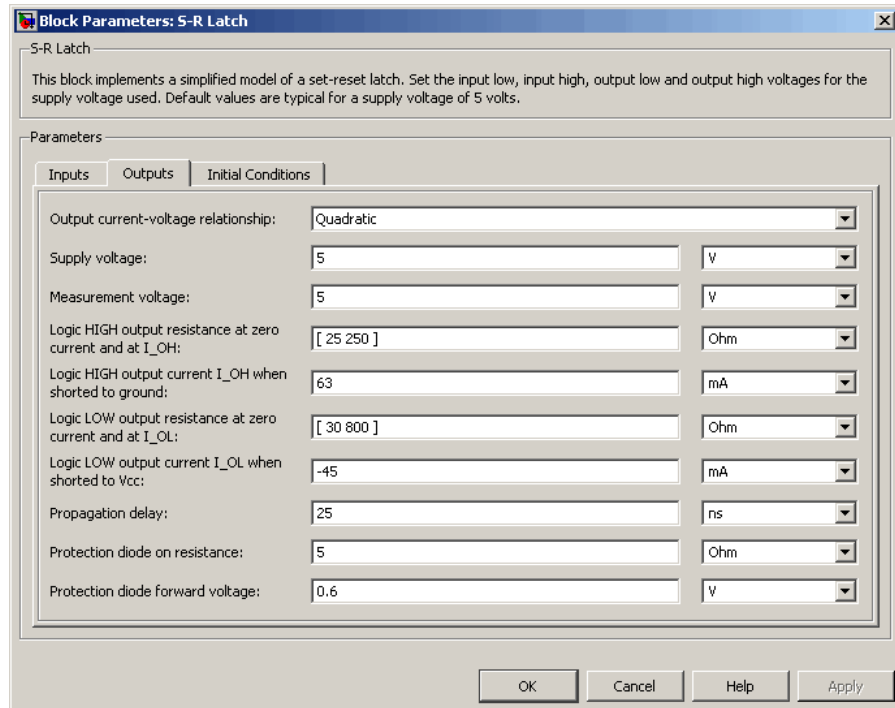 Block Parameters: S-R Latch
S-R Latch
This block implements a simplified model of a set-reset latch. Set the input low, input high, output low and output high voltages for the
supply voltage used. Default values are typical for a supply voltage of 5 volts.
Parameters
Inputs Outputs Initial Conditions
Output current-voltage relationship: Quadratic
Supply voltage: 5 V
Measurement voltage: 5 V
Logic HIGH output resistance at zero
current and at I_OH: [ 25 250 ] Ohm
Logic HIGH output current I_OH when
shorted to ground: 63 mA
Logic LOW output resistance at zero
current and at I_OL: [ 30 800 ] Ohm
Logic LOW output current I_OL when
shorted to Vcc: -45 mA
Propagation delay: 25 ns
Protection diode on resistance: 5 Ohm
Protection diode forward voltage: 0.6 V
OK Cancel Help Apply